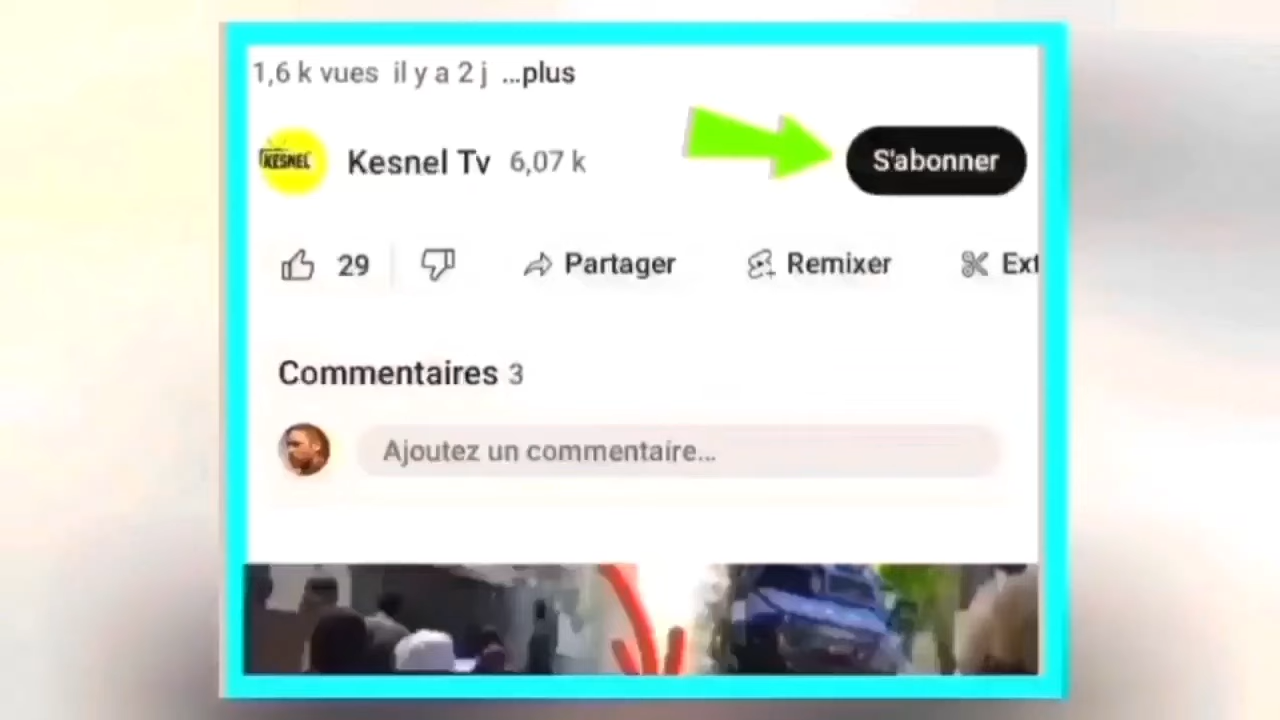 1,6 k vues il y a 2 j ...plus
KESNEL
Kesnel Tv 6,07 k
S'abonner
29
Partager
Remixer
Ext
Commentaires 3
Ajoutez un commentaire...